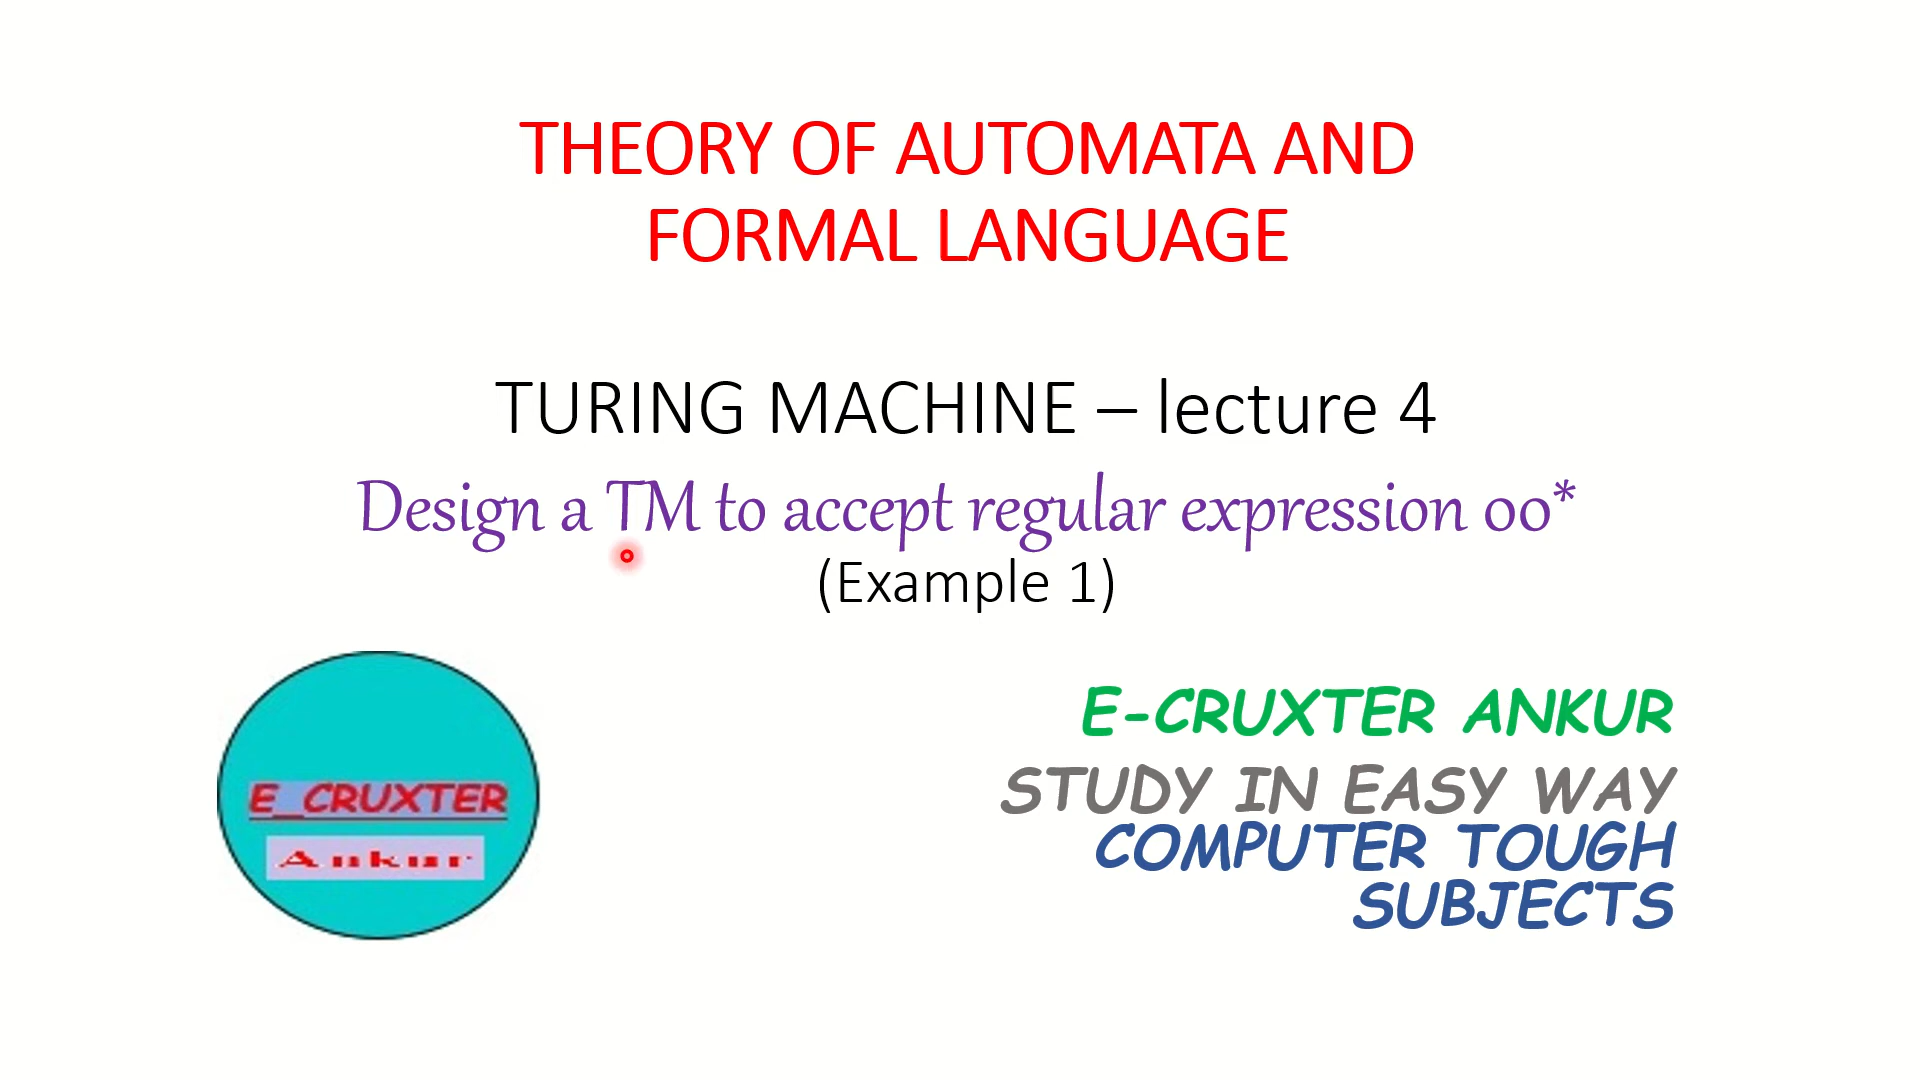 THEORY OF AUTOMATA AND
FORMAL LANGUAGE
TURING MACHINE – lecture 4
Design a TM to accept regular expression 00*
(Example 1)
E_CRUXTER
Ankur
E-CRUXTER ANKUR
STUDY IN EASY WAY
COMPUTER TOUGH
SUBJECTS